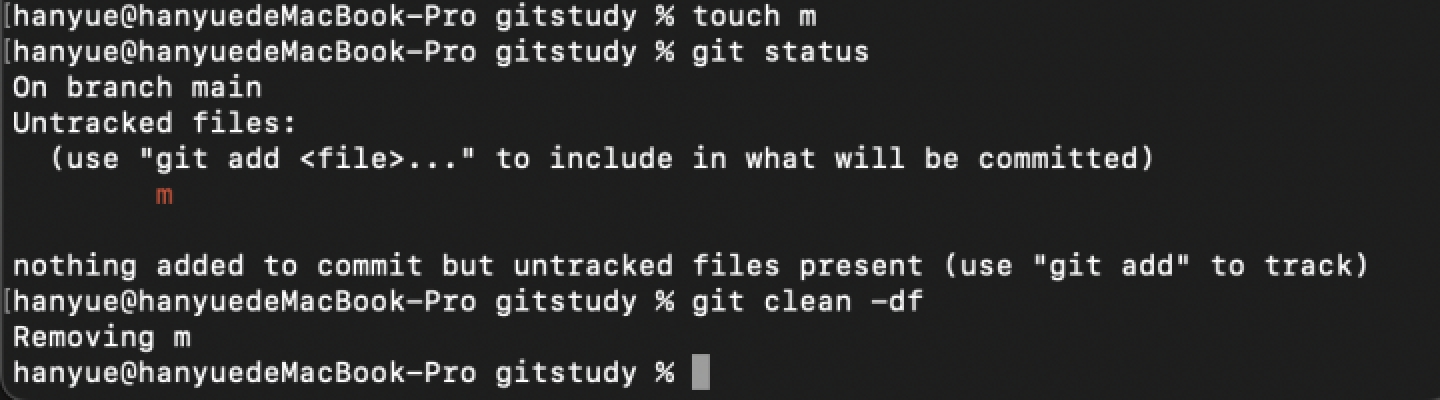 [hanyue@hanyuedeMacBook-Pro gitstudy % touch m
[hanyue@hanyuedeMacBook-Pro gitstudy % git status
On branch main
Untracked files:
  (use "git add <file>..." to include in what will be committed)
        m

nothing added to commit but untracked files present (use "git add" to track)
[hanyue@hanyuedeMacBook-Pro gitstudy % git clean -df
Removing m
hanyue@hanyuedeMacBook-Pro gitstudy %